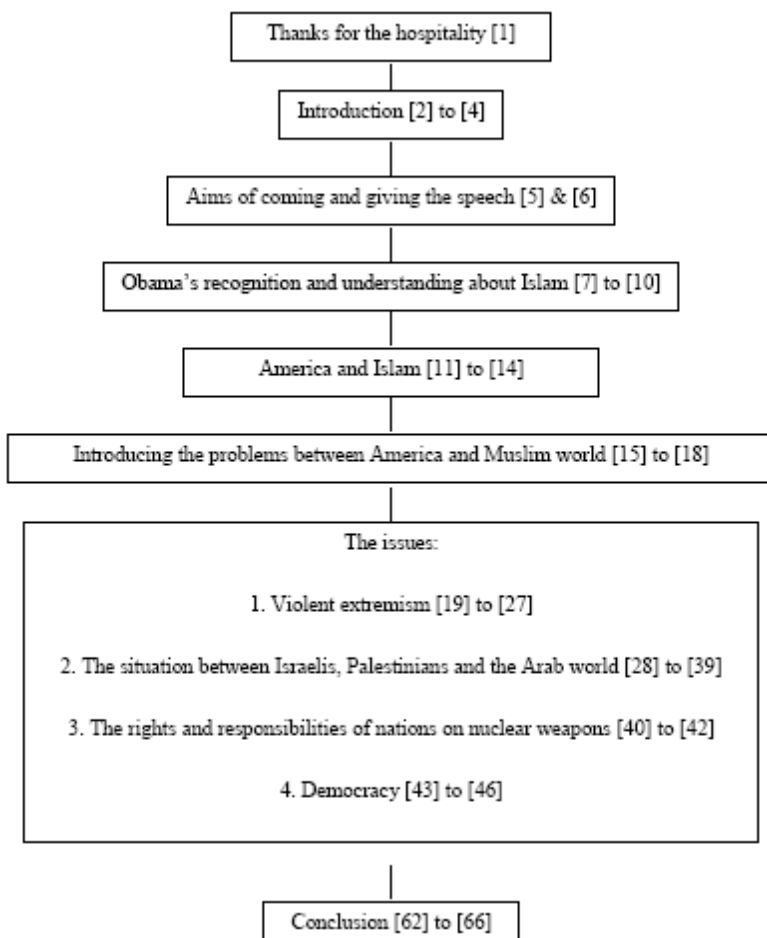 Thanks for the hospitality [1]
Introduction [2] to [4]
Aims of coming and giving the speech [5] & [6]
Obama’s recognition and understanding about Islam [7] to [10]
America and Islam [11] to [14]
Introducing the problems between America and Muslim world [15] to [18]
The issues:
1. Violent extremism [19] to [27]
2. The situation between Israelis, Palestinians and the Arab world [28] to [39]
3. The rights and responsibilities of nations on nuclear weapons [40] to [42]
4. Democracy [43] to [46]
Conclusion [62] to [66]